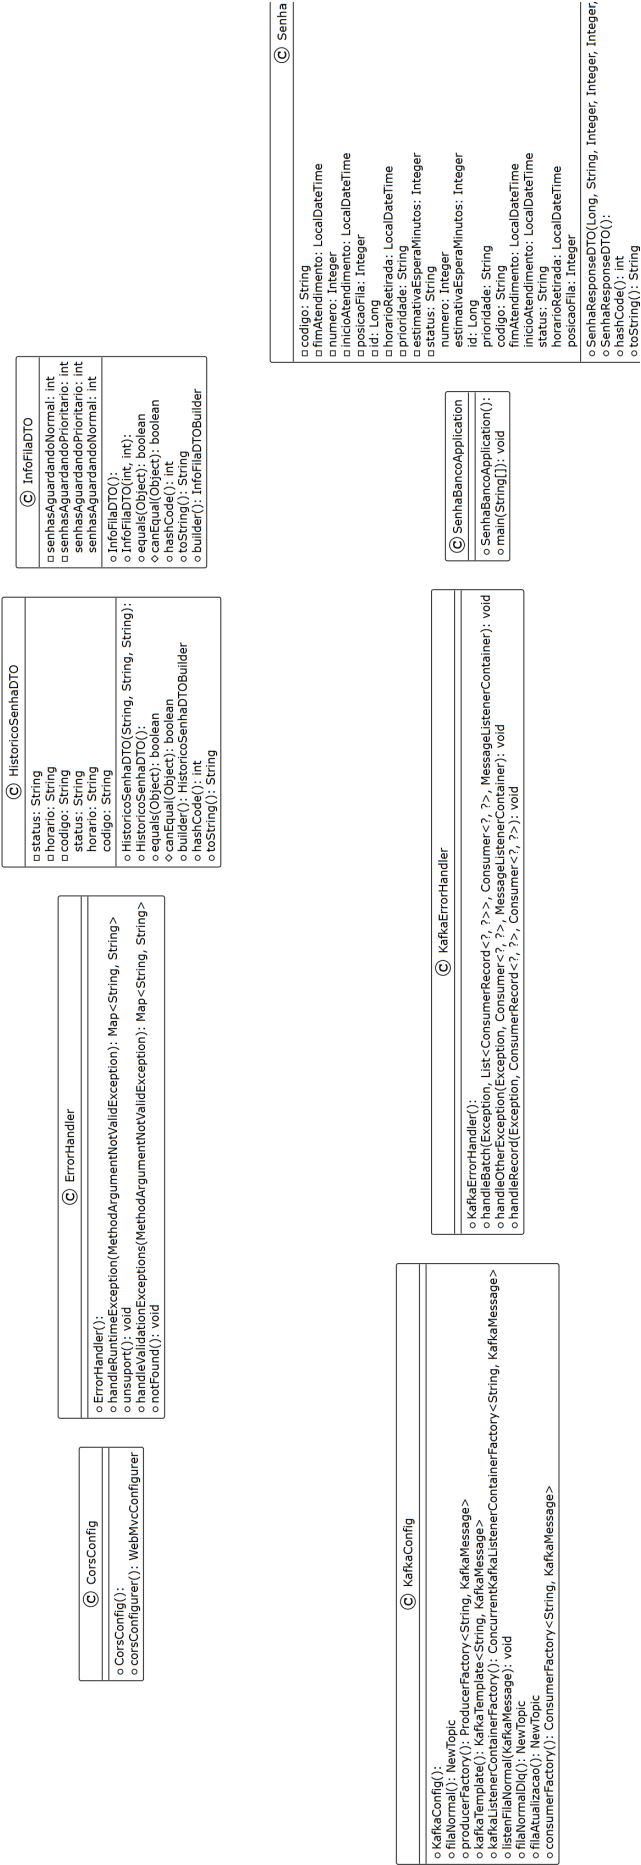 C CorsConfig
CorsConfig():
corsConfigurer(): WebMvcConfigurer
C ErrorHandler
ErrorHandler():
handleRuntimeException(MethodArgumentNotValidException): Map<String, String>
unsuport(): void
handleValidationExceptions(MethodArgumentNotValidException): Map<String, String>
notFound(): void
C HistoricoSenhaDTO
status: String
horario: String
codigo: String
status: String
horario: String
codigo: String
HistoricoSenhaDTO(String, String, String):
HistoricoSenhaDTO():
equals(Object): boolean
canEqual(Object): boolean
builder(): HistoricoSenhaDTOBuilder
hashCode(): int
toString(): String
C InfoFilaDTO
senhasAguardandoNormal: int
senhasAguardandoPrioritario: int
senhasAguardandoPrioritario: int
senhasAguardandoNormal: int
InfoFilaDTO():
InfoFilaDTO(int, int):
equals(Object): boolean
canEqual(Object): boolean
hashCode(): int
toString(): String
builder(): InfoFilaDTOBuilder
C KafkaConfig
KafkaConfig():
filaNormal(): NewTopic
producerFactory(): ProducerFactory<String, KafkaMessage>
kafkaTemplate(): KafkaTemplate<String, KafkaMessage>
kafkaListenerContainerFactory(): ConcurrentKafkaListenerContainerFactory<String, KafkaMessage>
listenFilaNormal(KafkaMessage): void
filaNormalDlq(): NewTopic
filaAtualizacao(): NewTopic
consumerFactory(): ConsumerFactory<String, KafkaMessage>
C KafkaErrorHandler
KafkaErrorHandler():
handleBatch(Exception, List<ConsumerRecord<?, ?>>, Consumer<?, ?>, MessageListenerContainer): void
handleOtherException(Exception, Consumer<?, ?>, MessageListenerContainer): void
handleRecord(Exception, ConsumerRecord<?, ?>, Consumer<?, ?>): void
C SenhaBancoApplication
SenhaBancoApplication():
main(String[]): void
C Senha
codigo: String
fimAtendimento: LocalDateTime
numero: Integer
inicioAtendimento: LocalDateTime
posicaoFila: Integer
id: Long
horarioRetirada: LocalDateTime
prioridade: String
estimativaEsperaMinutos: Integer
status: String
numero: Integer
estimativaEsperaMinutos: Integer
id: Long
prioridade: String
codigo: String
fimAtendimento: LocalDateTime
inicioAtendimento: LocalDateTime
status: String
horarioRetirada: LocalDateTime
posicaoFila: Integer
SenhaResponseDTO(Long, String, Integer, Integer, Integer,
SenhaResponseDTO():
hashCode(): int
toString(): String